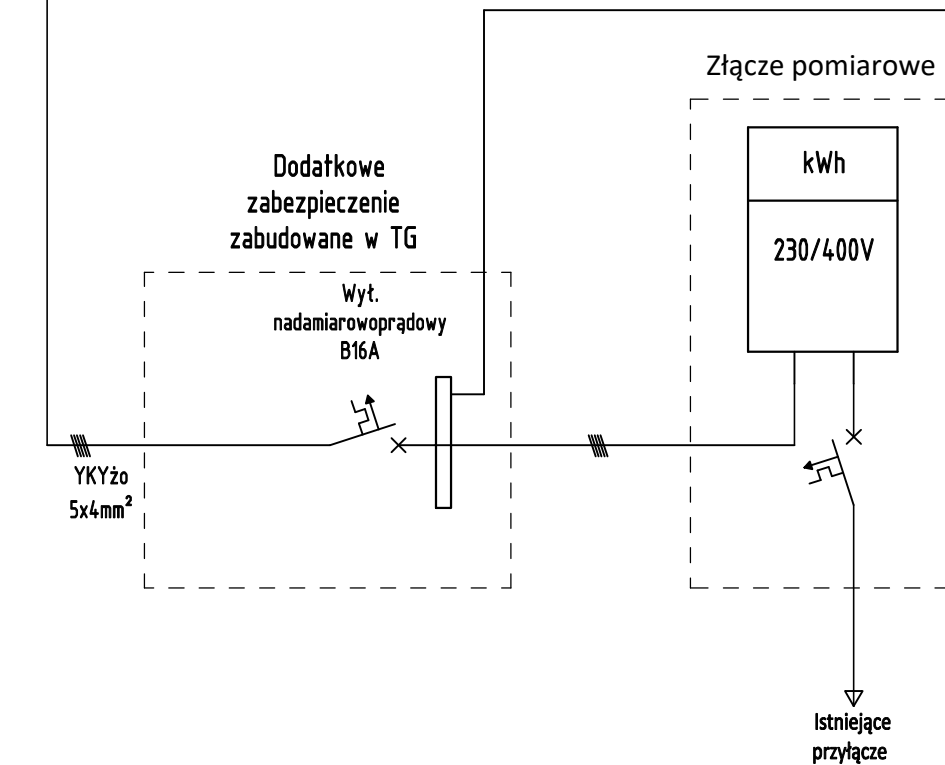 Złącze pomiarowe
kWh
230/400V
Dodatkowe
zabezpieczenie
zabudowane w TG
Wył.
nadamiarowoprądowy
B16A
YKYżo
5x4mm²
Istniejące
przyłącze